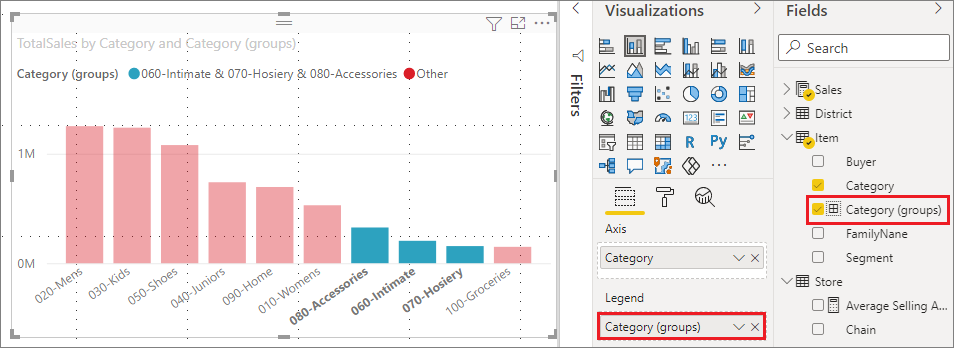 TotalSales by Category and Category (groups)
Category (groups) 060-Intimate & 070-Hosiery & 080-Accessories Other
1M
0M
020-Mens
030-Kids
050-Shoes
040-Juniors
090-Home
010-Womens
080-Accessories
060-Intimate
070-Hosiery
100-Groceries
Filters
Visualizations
R Py
123
Axis
Category
Legend
Category (groups)
Fields
Search
Sales
District
Item
Buyer
Category
Category (groups)
FamilyNane
Segment
Store
Average Selling A...
Chain